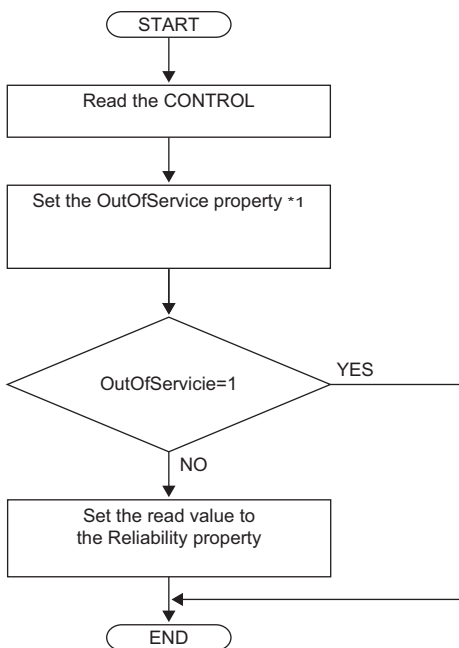 START
Read the CONTROL
Set the OutOfService property *1
OutOfServicie=1
YES
NO
Set the read value to
the Reliability property
END